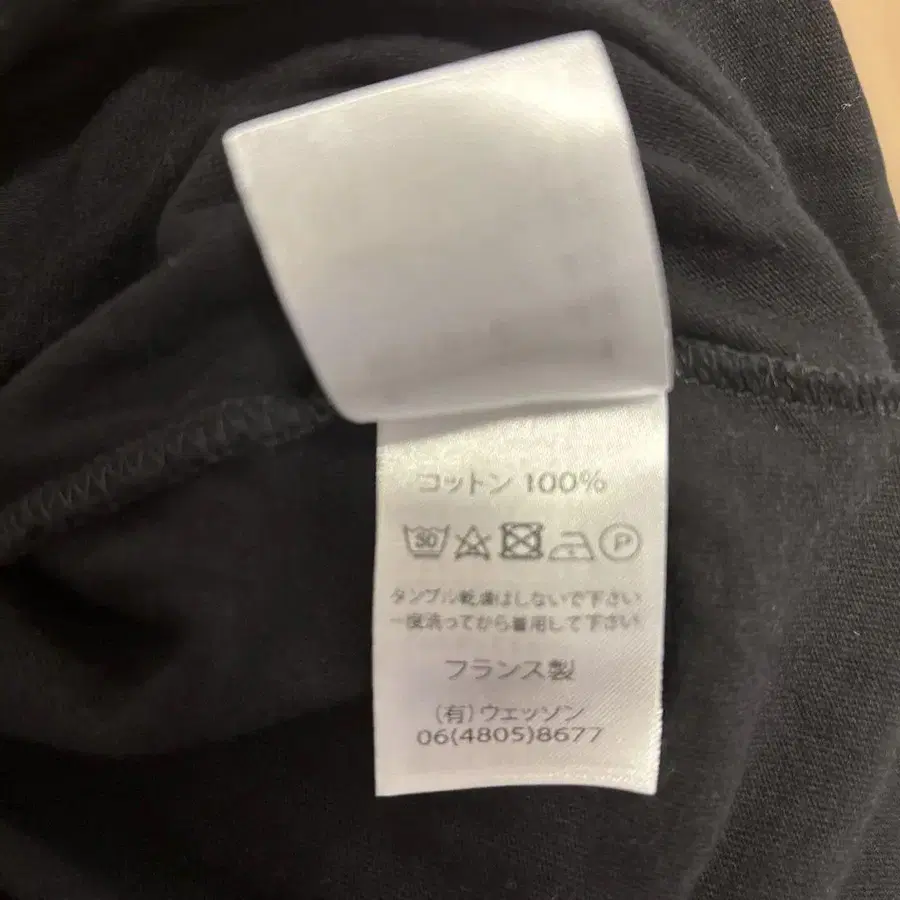 コットン 100%
30 P
タンブル乾燥はしないで下さい
一度洗ってから着用して下さい
フランス製
(有)ウェッソン
06(4805)8677